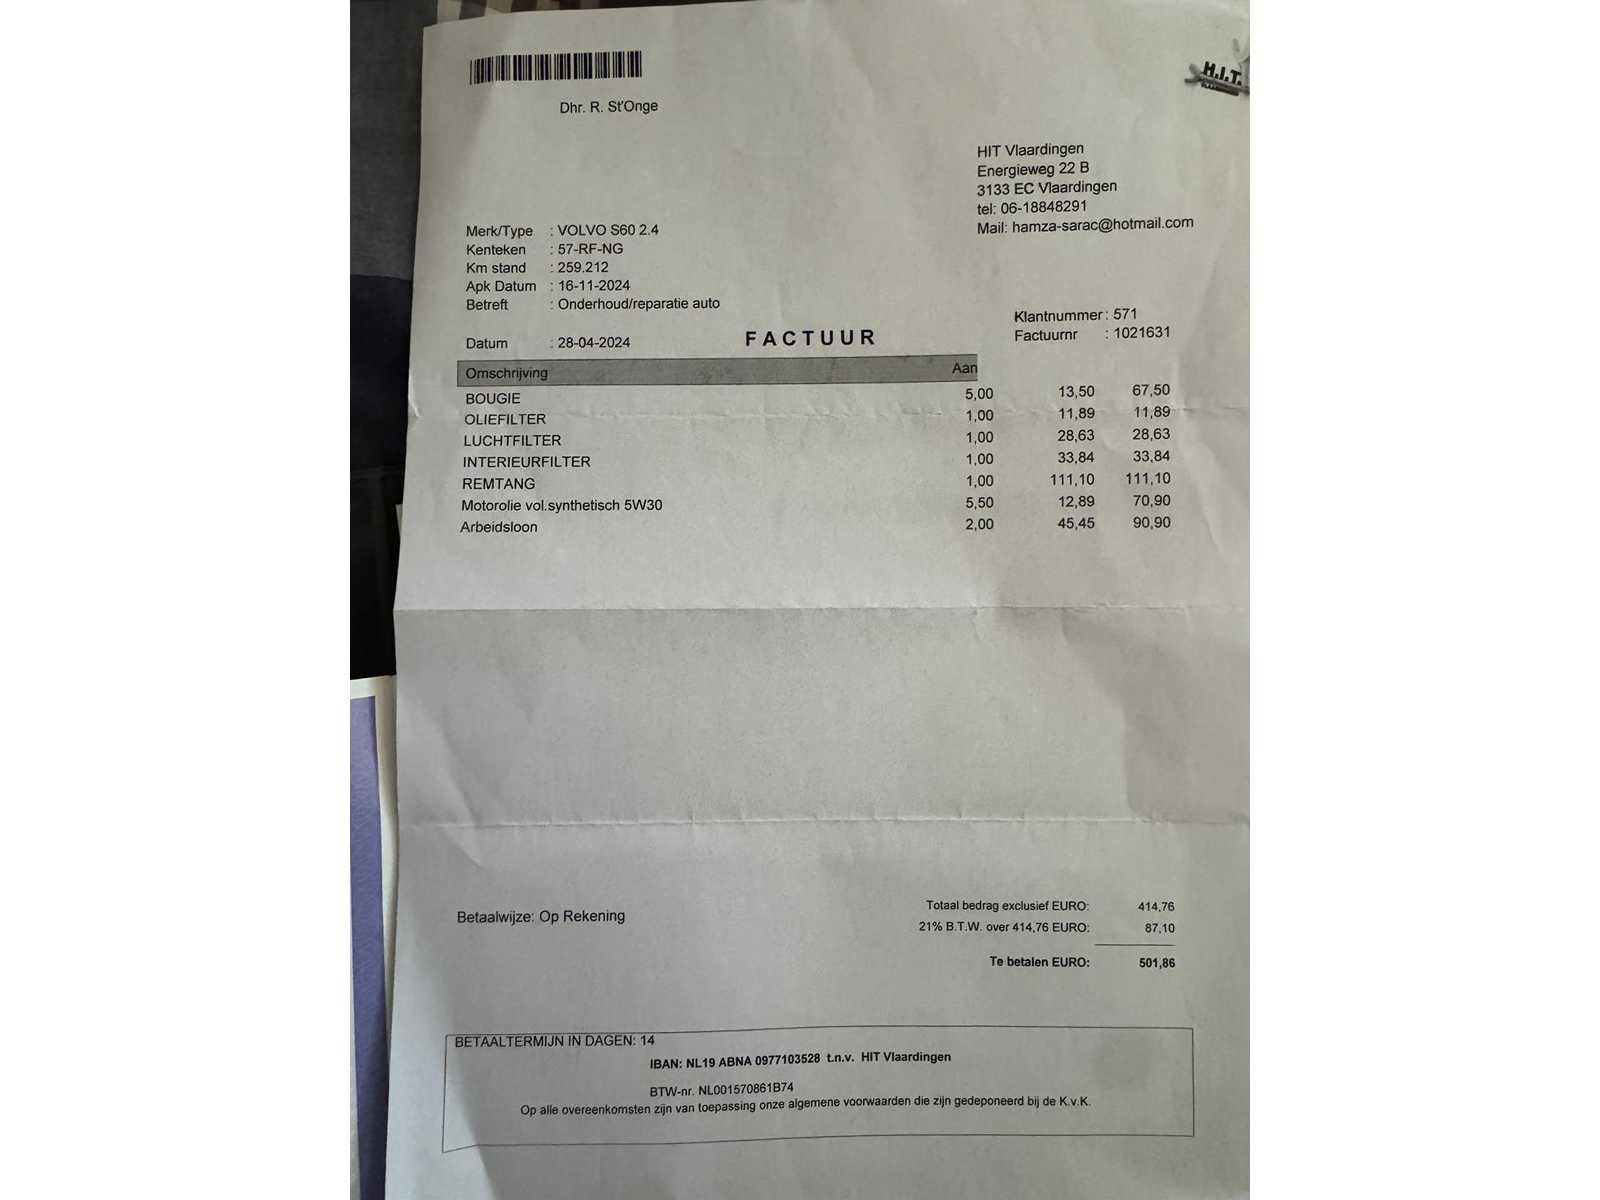 Dhr. R. St'Onge
H.I.T.
HIT Vlaardingen
Energieweg 22 B
3133 EC Vlaardingen
tel: 06-18848291
Mail: hamza-sarac@hotmail.com
Merk/Type : VOLVO S60 2.4
Kenteken : 57-RF-NG
Km stand : 259.212
Apk Datum : 16-11-2024
Betreft : Onderhoud/reparatie auto
Klantnummer : 571
Factuurnr : 1021631
Datum : 28-04-2024
FACTUUR
Omschrijving Aan
BOUGIE 5,00 13,50 67,50
OLIEFILTER 1,00 11,89 11,89
LUCHTFILTER 1,00 28,63 28,63
INTERIEURFILTER 1,00 33,84 33,84
REMTANG 1,00 111,10 111,10
Motorolie vol.synthetisch 5W30 5,50 12,89 70,90
Arbeidsloon 2,00 45,45 90,90
Betaalwijze: Op Rekening
Totaal bedrag exclusief EURO: 414,76
21% B.T.W. over 414,76 EURO: 87,10
Te betalen EURO: 501,86
BETAALTERMIJN IN DAGEN: 14
IBAN: NL19 ABNA 0977103528 t.n.v. HIT Vlaardingen
BTW-nr. NL001570861B74
Op alle overeenkomsten zijn van toepassing onze algemene voorwaarden die zijn gedeponeerd bij de K.v.K.